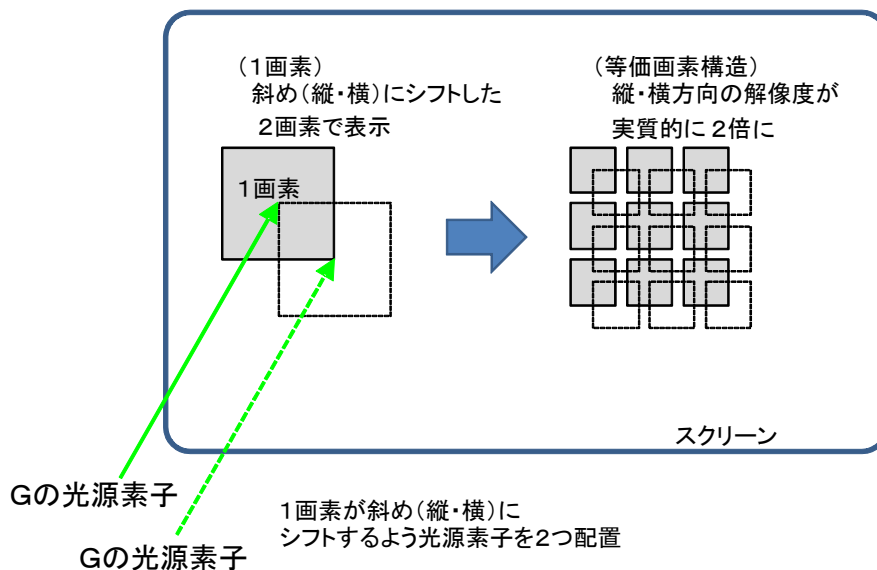 (1画素)
斜め(縦・横)にシフトした
2画素で表示
(等価画素構造)
縦・横方向の解像度が
実質的に2倍に
1画素
スクリーン
Gの光源素子
Gの光源素子
1画素が斜め(縦・横)に
シフトするよう光源素子を2つ配置